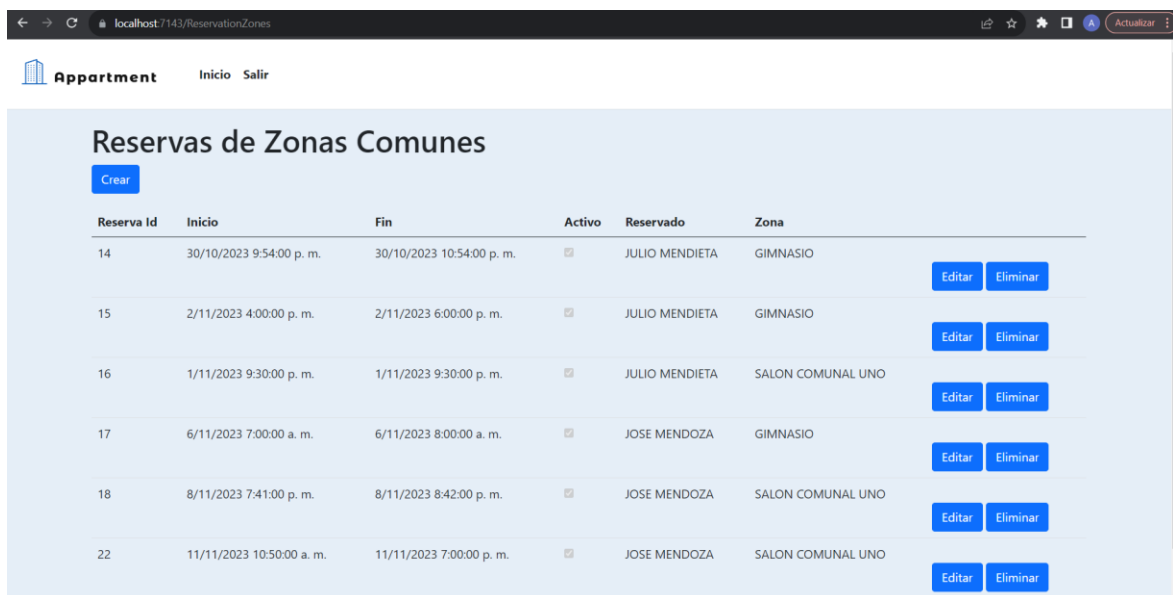 localhost:7143/ReservationZones
A
Actualizar
Appartment
Inicio Salir
Reservas de Zonas Comunes
Crear
Reserva Id Inicio Fin Activo Reservado Zona
14 30/10/2023 9:54:00 p. m. 30/10/2023 10:54:00 p. m. JULIO MENDIETA GIMNASIO
Editar Eliminar
15 2/11/2023 4:00:00 p. m. 2/11/2023 6:00:00 p. m. JULIO MENDIETA GIMNASIO
Editar Eliminar
16 1/11/2023 9:30:00 p. m. 1/11/2023 9:30:00 p. m. JULIO MENDIETA SALON COMUNAL UNO
Editar Eliminar
17 6/11/2023 7:00:00 a. m. 6/11/2023 8:00:00 a. m. JOSE MENDOZA GIMNASIO
Editar Eliminar
18 8/11/2023 7:41:00 p. m. 8/11/2023 8:42:00 p. m. JOSE MENDOZA SALON COMUNAL UNO
Editar Eliminar
22 11/11/2023 10:50:00 a. m. 11/11/2023 7:00:00 p. m. JOSE MENDOZA SALON COMUNAL UNO
Editar Eliminar